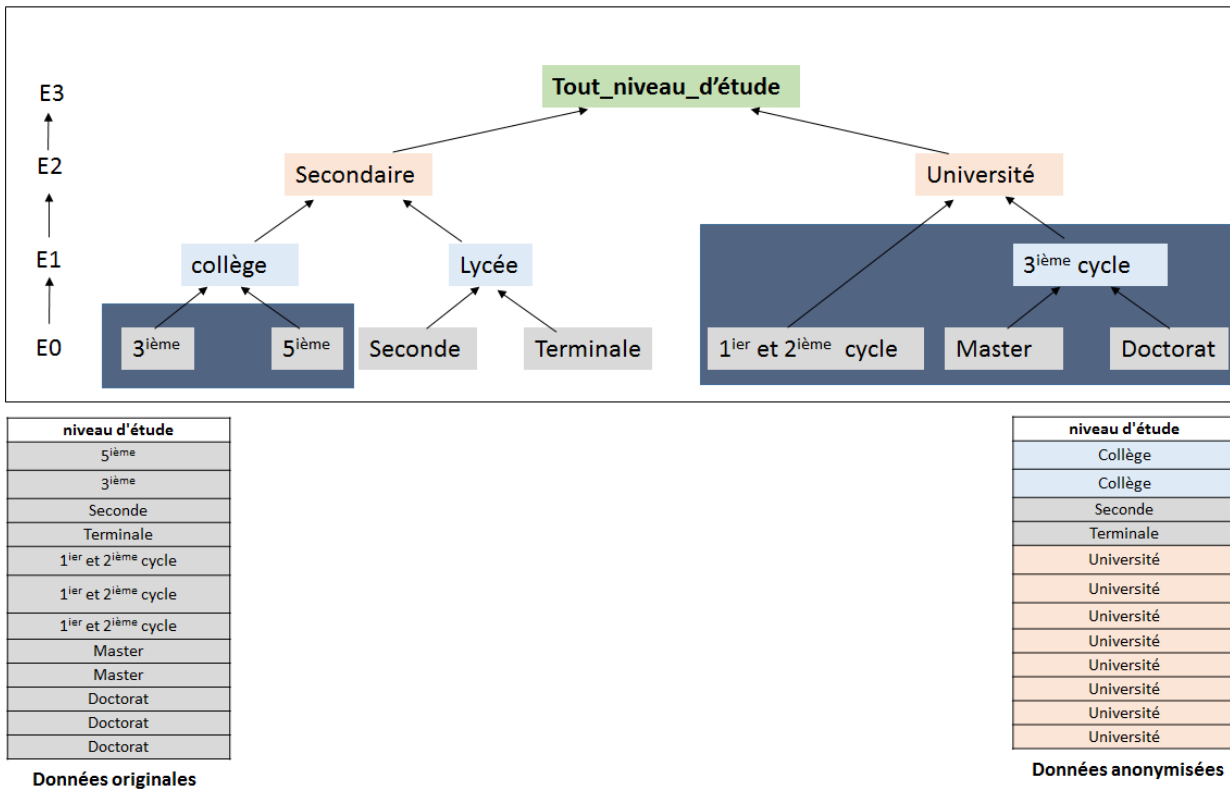 Tout_niveau_d'étude
E3
E2
Secondaire
Université
E1
collège
Lycée
3ième cycle
E0
3ième
5ième
Seconde
Terminale
1ier et 2ième cycle
Master
Doctorat
niveau d'étude
5ième
3ième
Seconde
Terminale
1ier et 2ième cycle
1ier et 2ième cycle
1ier et 2ième cycle
Master
Master
Doctorat
Doctorat
Doctorat
Données originales
niveau d'étude
Collège
Collège
Seconde
Terminale
Université
Université
Université
Université
Université
Université
Université
Université
Données anonymisées